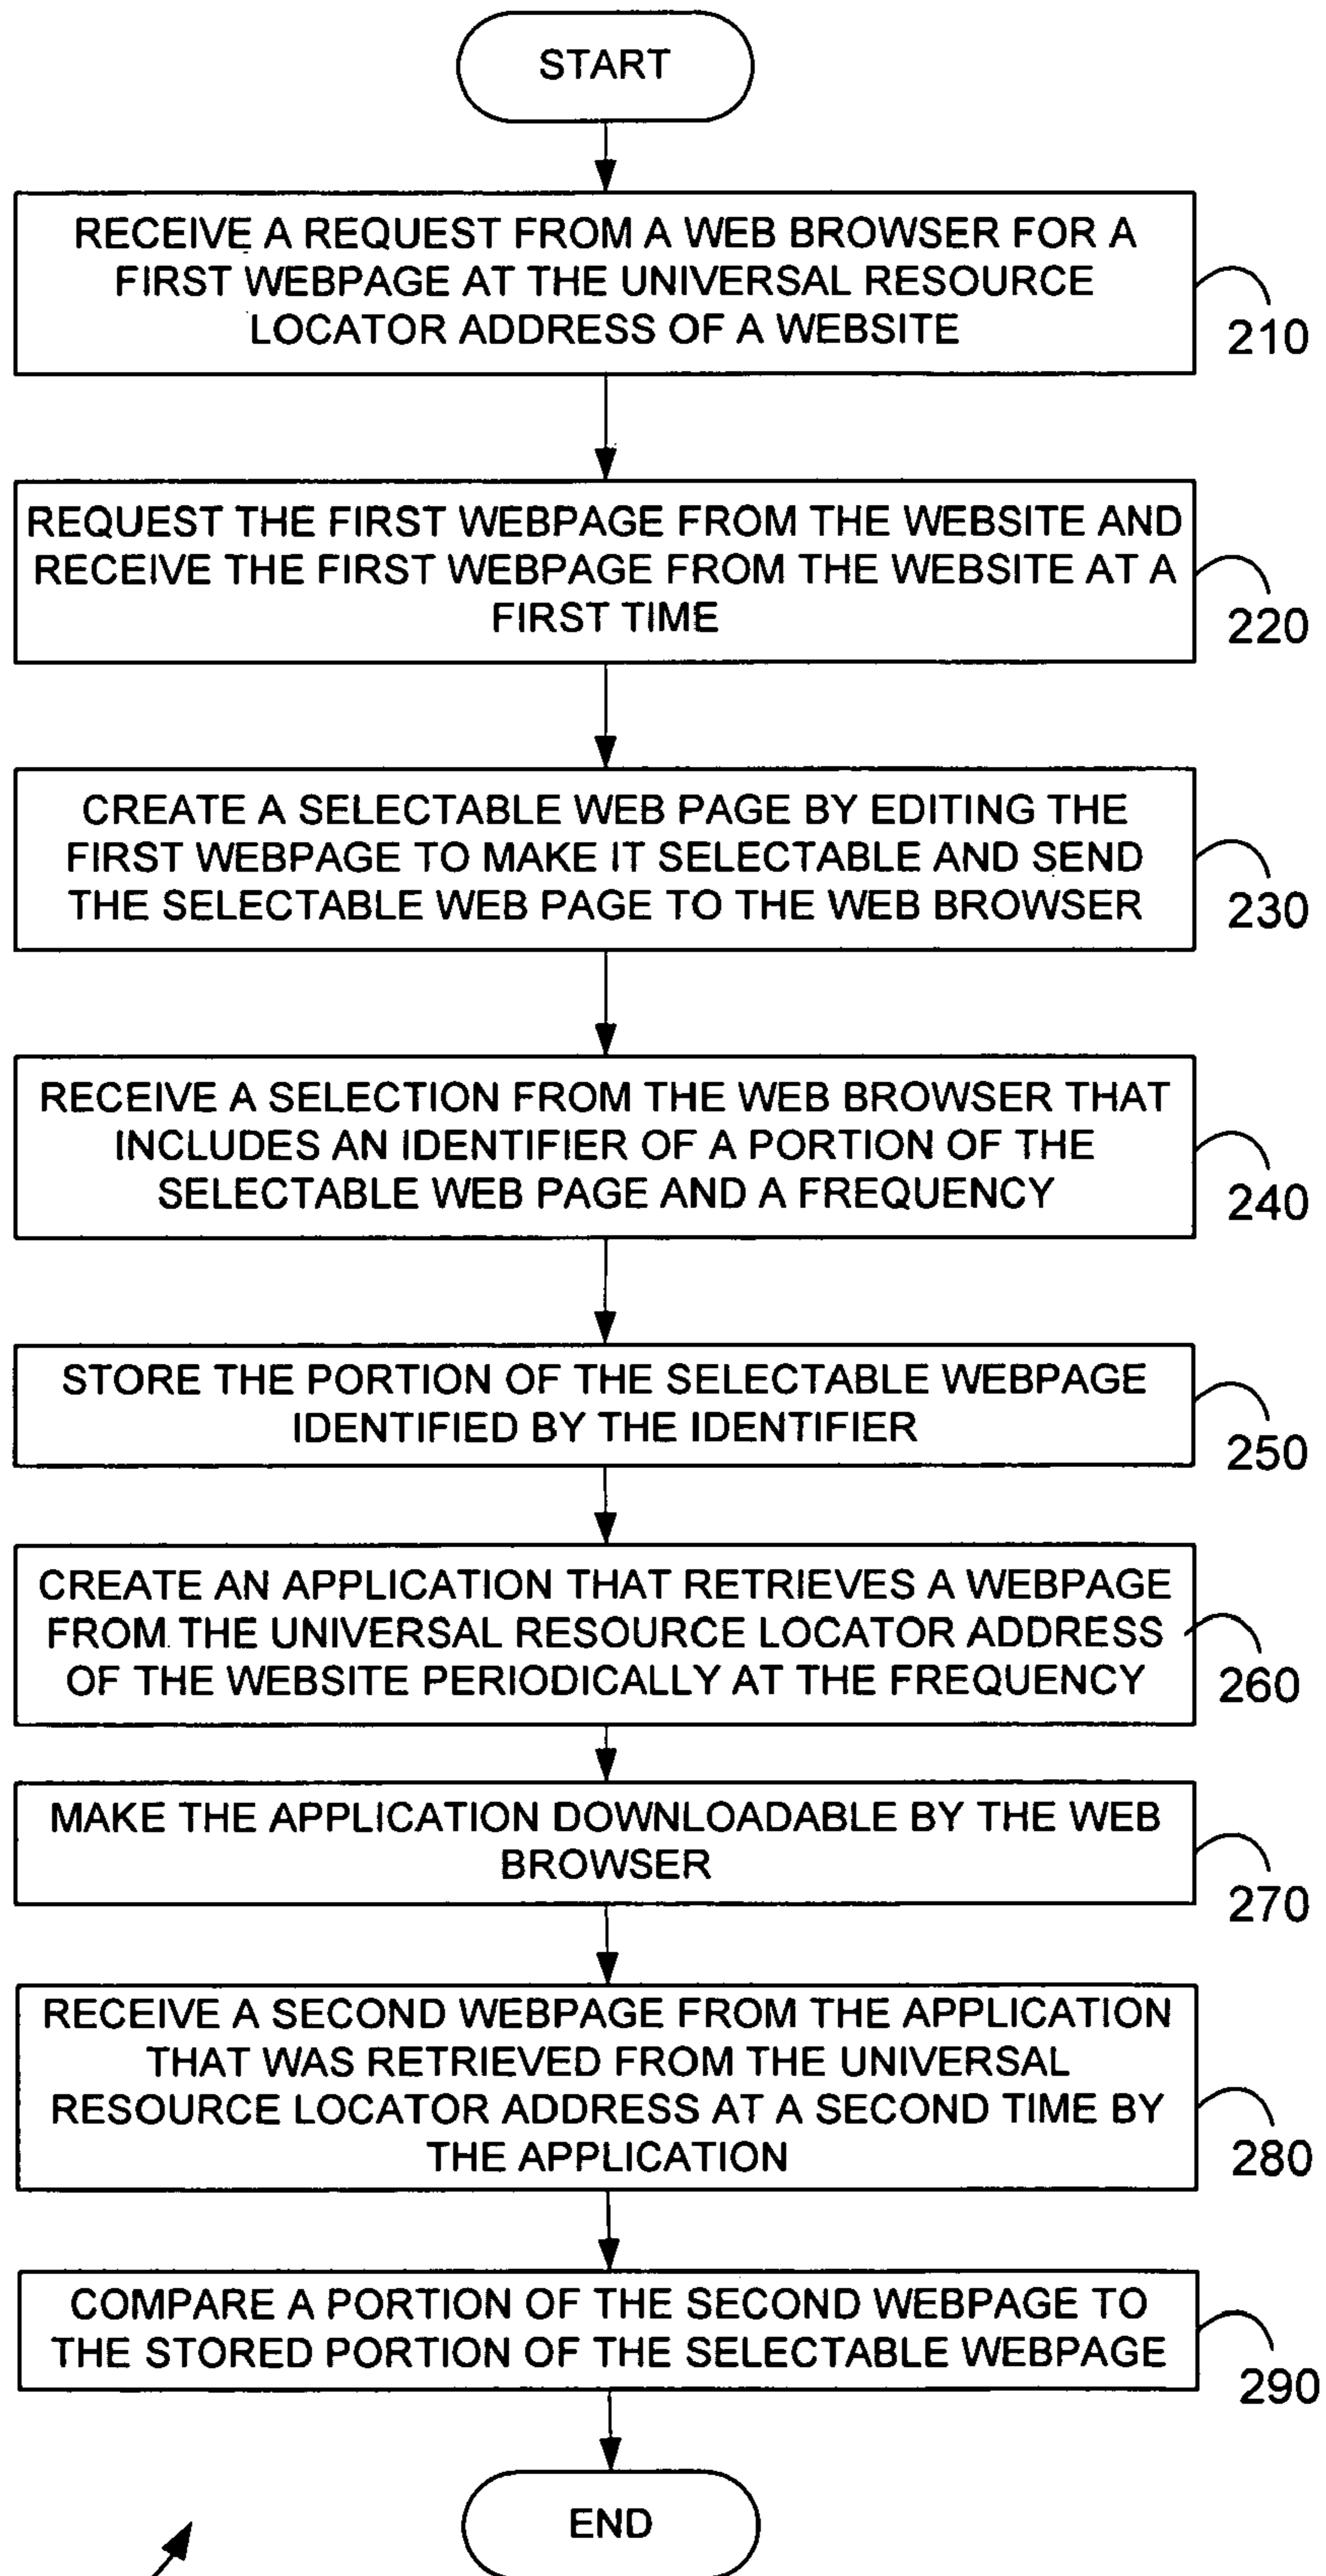 START
RECEIVE A REQUEST FROM A WEB BROWSER FOR A
FIRST WEBPAGE AT THE UNIVERSAL RESOURCE
LOCATOR ADDRESS OF A WEBSITE
210
REQUEST THE FIRST WEBPAGE FROM THE WEBSITE AND
RECEIVE THE FIRST WEBPAGE FROM THE WEBSITE AT A
FIRST TIME
220
CREATE A SELECTABLE WEB PAGE BY EDITING THE
FIRST WEBPAGE TO MAKE IT SELECTABLE AND SEND
THE SELECTABLE WEB PAGE TO THE WEB BROWSER
230
RECEIVE A SELECTION FROM THE WEB BROWSER THAT
INCLUDES AN IDENTIFIER OF A PORTION OF THE
SELECTABLE WEB PAGE AND A FREQUENCY
240
STORE THE PORTION OF THE SELECTABLE WEBPAGE
IDENTIFIED BY THE IDENTIFIER
250
CREATE AN APPLICATION THAT RETRIEVES A WEBPAGE
FROM THE UNIVERSAL RESOURCE LOCATOR ADDRESS
OF THE WEBSITE PERIODICALLY AT THE FREQUENCY
260
MAKE THE APPLICATION DOWNLOADABLE BY THE WEB
BROWSER
270
RECEIVE A SECOND WEBPAGE FROM THE APPLICATION
THAT WAS RETRIEVED FROM THE UNIVERSAL
RESOURCE LOCATOR ADDRESS AT A SECOND TIME BY
THE APPLICATION
280
COMPARE A PORTION OF THE SECOND WEBPAGE TO
THE STORED PORTION OF THE SELECTABLE WEBPAGE
290
END